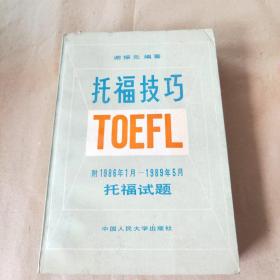 谢振元 编著
托福技巧
TOEFL
附1986年1月—1989年5月
托福试题
中国人民大学出版社